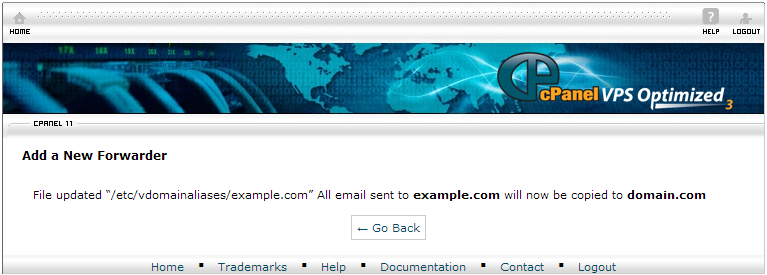 HOME
HELP
LOGOUT
17X 18X
cPanel VPS Optimized 3
CPANEL 11
Add a New Forwarder
File updated “/etc/vdomainaliases/example.com” All email sent to example.com will now be copied to domain.com
← Go Back
Home ▪ Trademarks ▪ Help ▪ Documentation ▪ Contact ▪ Logout